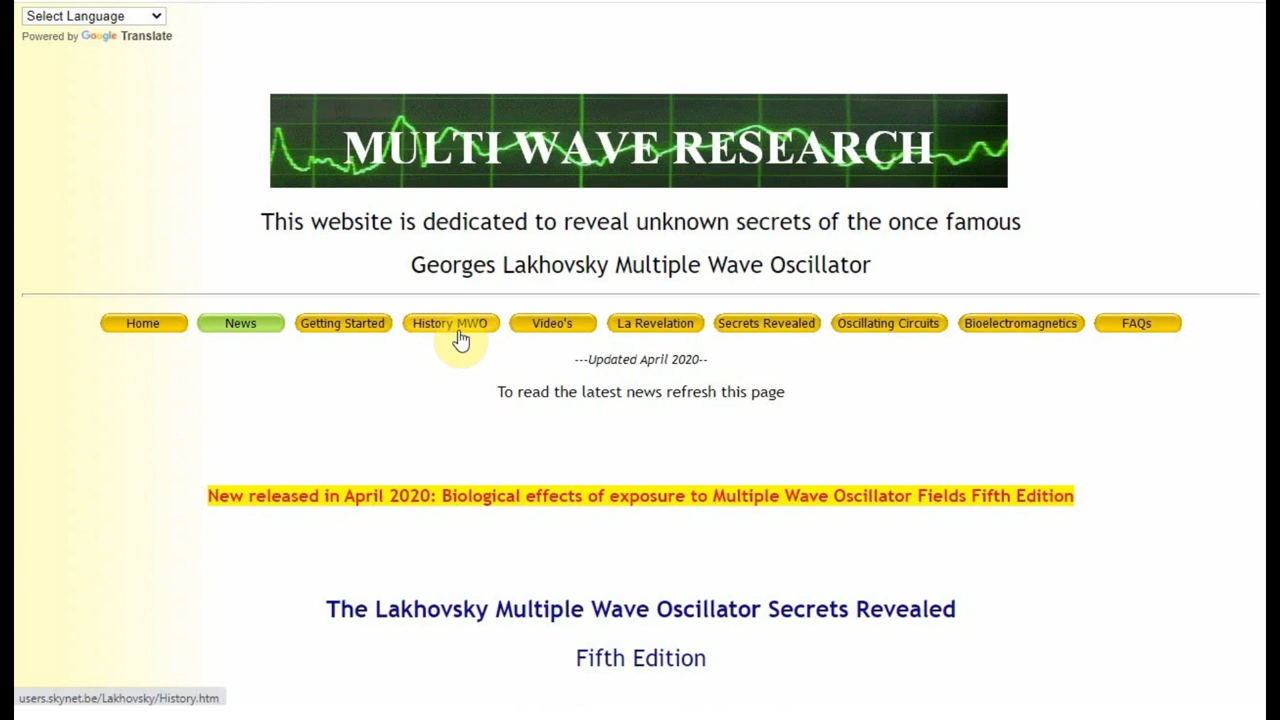 Select Language
Powered by Google Translate
MULTI WAVE RESEARCH
This website is dedicated to reveal unknown secrets of the once famous
Georges Lakhovsky Multiple Wave Oscillator
Home News Getting Started History MWO Video's La Revelation Secrets Revealed Oscillating Circuits Bioelectromagnetics FAQs
---Updated April 2020--
To read the latest news refresh this page
New released in April 2020: Biological effects of exposure to Multiple Wave Oscillator Fields Fifth Edition
The Lakhovsky Multiple Wave Oscillator Secrets Revealed
Fifth Edition
users.skynet.be/Lakhovsky/History.htm